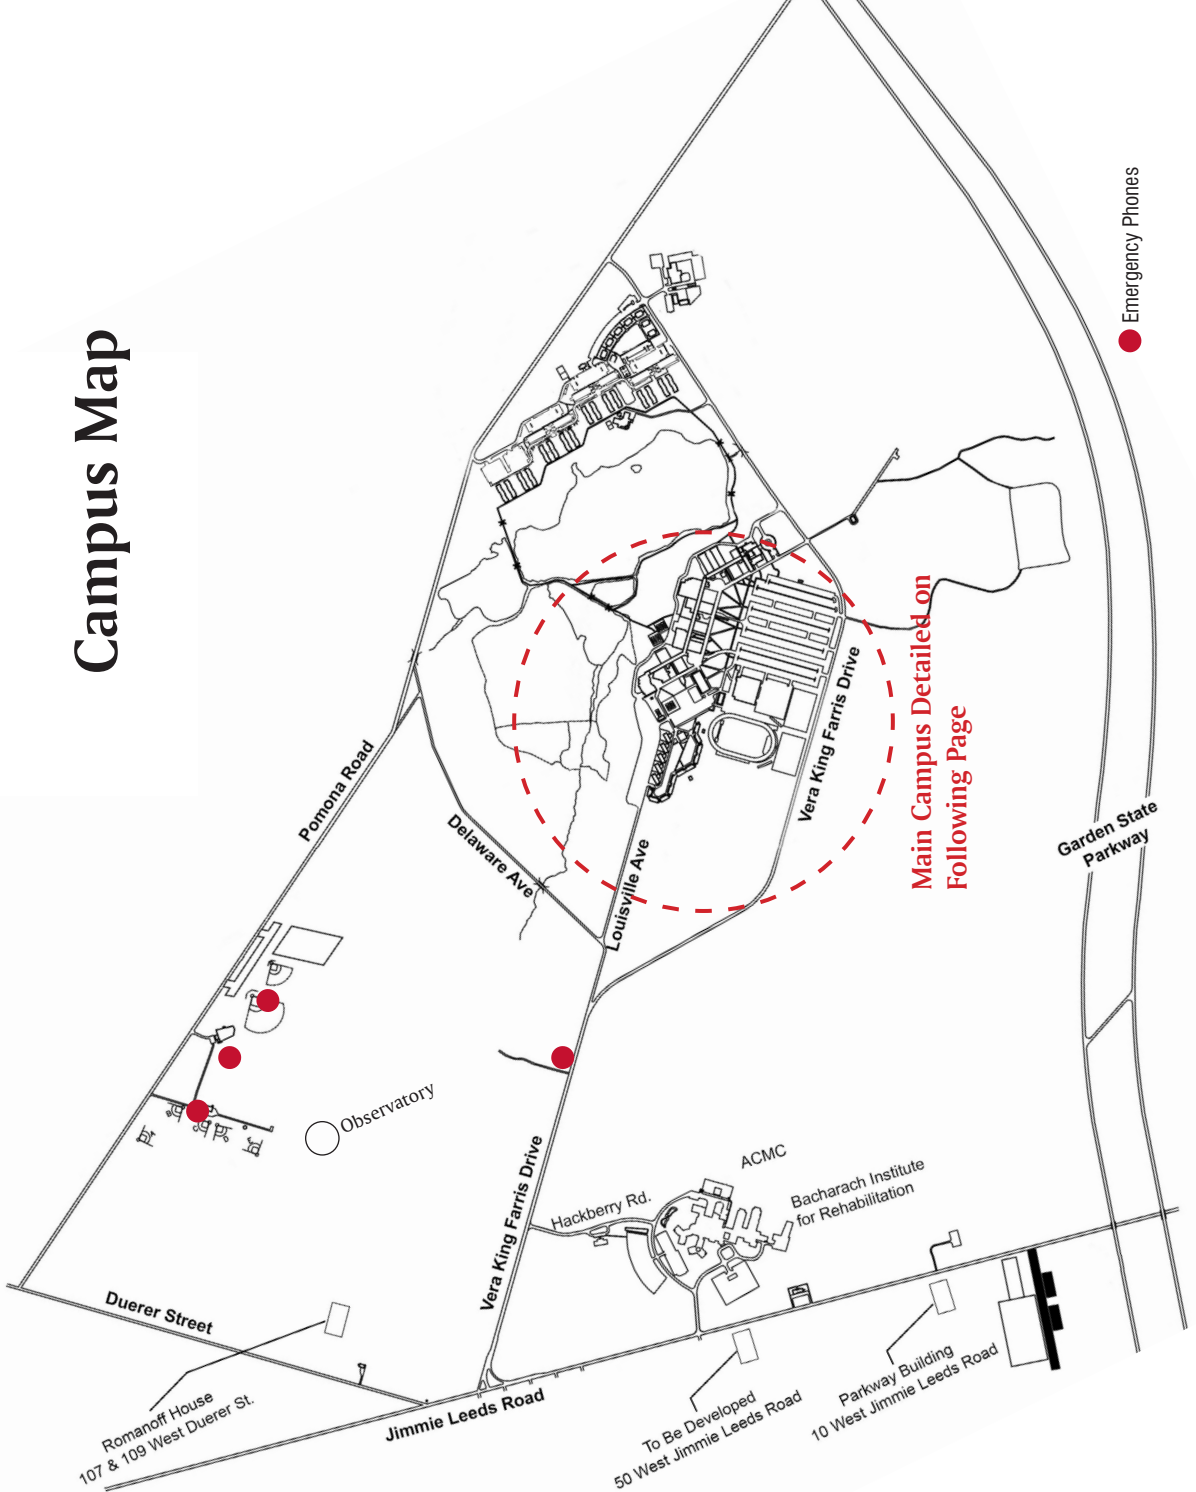 Campus Map
Emergency Phones
Main Campus Detailed on
Following Page
Pomona Road
Delaware Ave
Louisville Ave
Vera King Farris Drive
Garden State
Parkway
Observatory
Vera King Farris Drive
Hackberry Rd.
ACMC
Bacharach Institute
for Rehabilitation
Duerer Street
Romanoff House
107 & 109 West Duerer St.
Jimmie Leeds Road
To Be Developed
50 West Jimmie Leeds Road
Parkway Building
10 West Jimmie Leeds Road